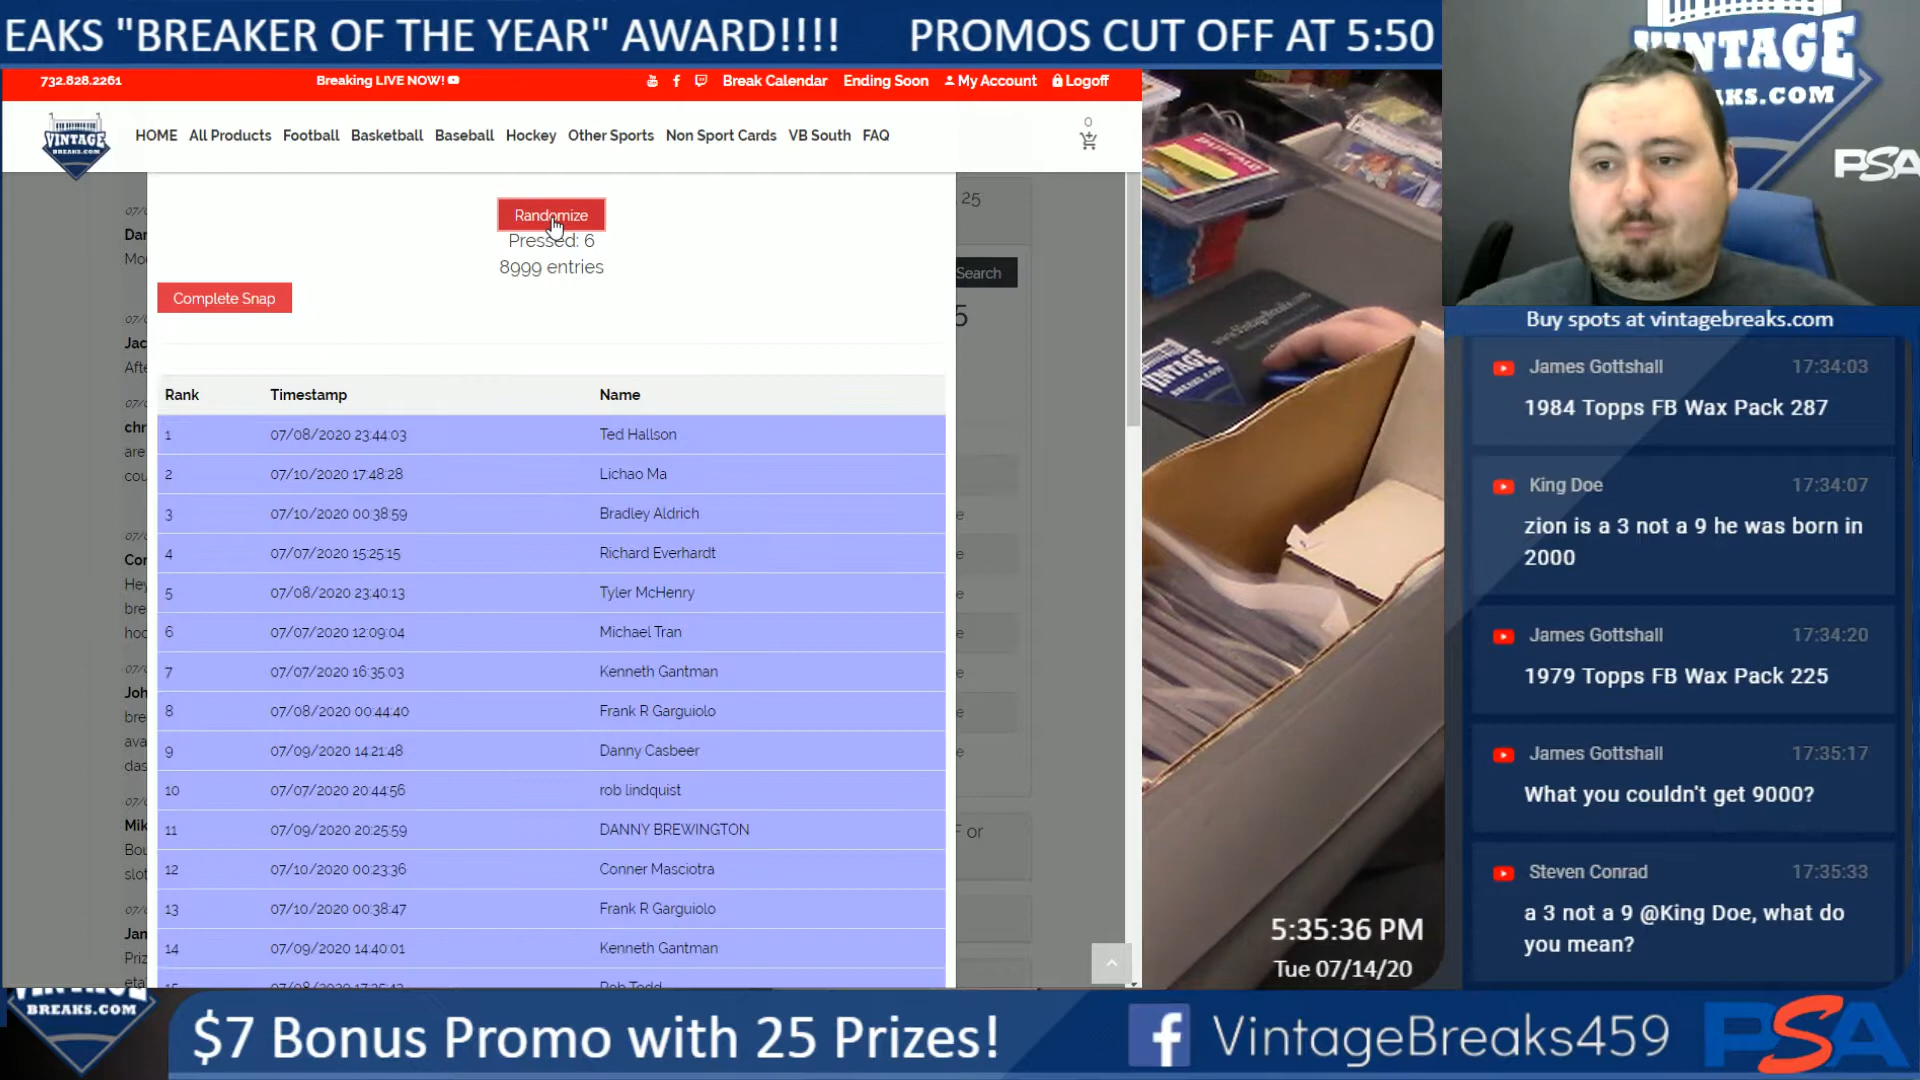 EAKS "BREAKER OF THE YEAR" AWARD!!!! PROMOS CUT OFF AT 5:50
732.828.2261 Breaking LIVE NOW! Break Calendar Ending Soon My Account Logoff
VINTAGE BREAKS.COM
HOME All Products Football Basketball Baseball Hockey Other Sports Non Sport Cards VB South FAQ
0
Randomize
Pressed: 6
8999 entries
Complete Snap
25
Search
5
Rank Timestamp Name
1 07/08/2020 23:44:03 Ted Hallson
2 07/10/2020 17:48:28 Lichao Ma
3 07/10/2020 00:38:59 Bradley Aldrich
4 07/07/2020 15:25:15 Richard Everhardt
5 07/08/2020 23:40:13 Tyler McHenry
6 07/07/2020 12:09:04 Michael Tran
7 07/07/2020 16:35:03 Kenneth Gantman
8 07/08/2020 00:44:40 Frank R Garguiolo
9 07/09/2020 14:21:48 Danny Casbeer
10 07/07/2020 20:44:56 rob lindquist
11 07/09/2020 20:25:59 DANNY BREWINGTON
12 07/10/2020 00:23:36 Conner Masciotra
13 07/10/2020 00:38:47 Frank R Garguiolo
14 07/09/2020 14:40:01 Kenneth Gantman
F or
VINTAGE
KS.COM
PSA
Buy spots at vintagebreaks.com
James Gottshall 17:34:03
1984 Topps FB Wax Pack 287
King Doe 17:34:07
zion is a 3 not a 9 he was born in
2000
James Gottshall 17:34:20
1979 Topps FB Wax Pack 225
James Gottshall 17:35:17
What you couldn't get 9000?
Steven Conrad 17:35:33
a 3 not a 9 @King Doe, what do
you mean?
5:35:36 PM
Tue 07/14/20
BREAKS.COM
$7 Bonus Promo with 25 Prizes!
VintageBreaks459
PSA